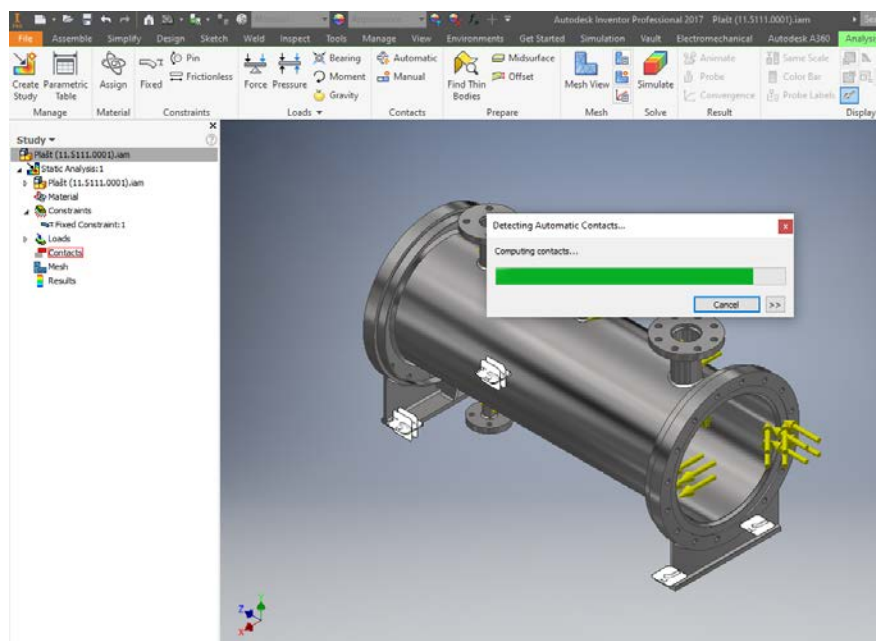 Autodesk Inventor Professional 2017 Plašt (11.5111.0001).iam
File Assemble Simplify Design Sketch Weld Inspect Tools Manage View Environments Get Started Simulation Vault Electromechanical Autodesk A360 Analysis
Pin Bearing Automatic Midsurface Animate Same Scale
Frictionless Moment Manual Offset Probe Color Bar
Create Study Parametric Table Assign Fixed Force Pressure Gravity Find Thin Bodies Mesh View Simulate Convergence Probe Labels
Manage Material Constraints Loads Contacts Prepare Mesh Solve Result Display
Study
Plašt (11.5111.0001).iam
Static Analysis:1
Plašt (11.5111.0001).iam
Material
Constraints
Fixed Constraint:1
Loads
Contacts
Mesh
Results
Detecting Automatic Contacts...
Computing contacts...
Cancel >>
Z Y X